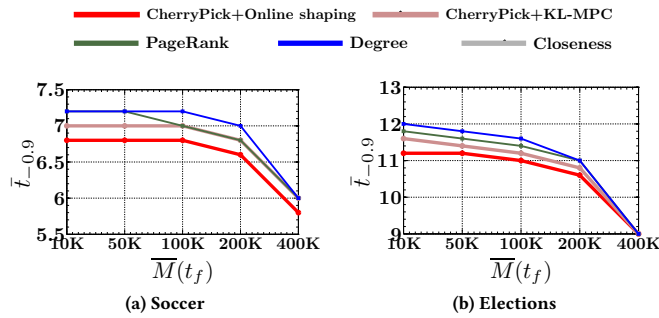 CherryPick+Online shaping
CherryPick+KL-MPC
PageRank
Degree
Closeness
7.5
7
6.5
6
5.5
t̄₋₀.₉
10K 50K 100K 200K 400K
M̅(t_f)
(a) Soccer
13
12
11
10
9
t̄₋₀.₉
10K 50K 100K 200K 400K
M̅(t_f)
(b) Elections